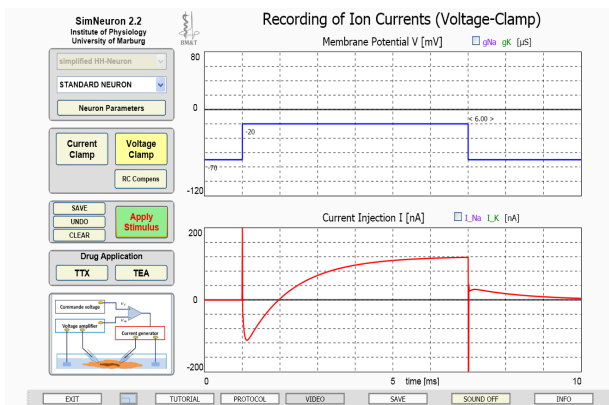 SimNeuron 2.2
Institute of Physiology
University of Marburg
BM&T
simplified HH-Neuron
STANDARD NEURON
Neuron Parameters
Current Clamp
Voltage Clamp
RC Compens
SAVE
UNDO
CLEAR
Apply Stimulus
Drug Application
TTX
TEA
Commande voltage
Voltage amplifier
Current generator
Recording of Ion Currents (Voltage-Clamp)
Membrane Potential V [mV]
gNa gK [µS]
80
0
-120
-70
-20
< 6.00 >
Current Injection I [nA]
I_Na I_K [nA]
200
0
-200
0
5
time [ms]
10
EXIT
TUTORIAL
PROTOCOL
VIDEO
SAVE
SOUND OFF
INFO